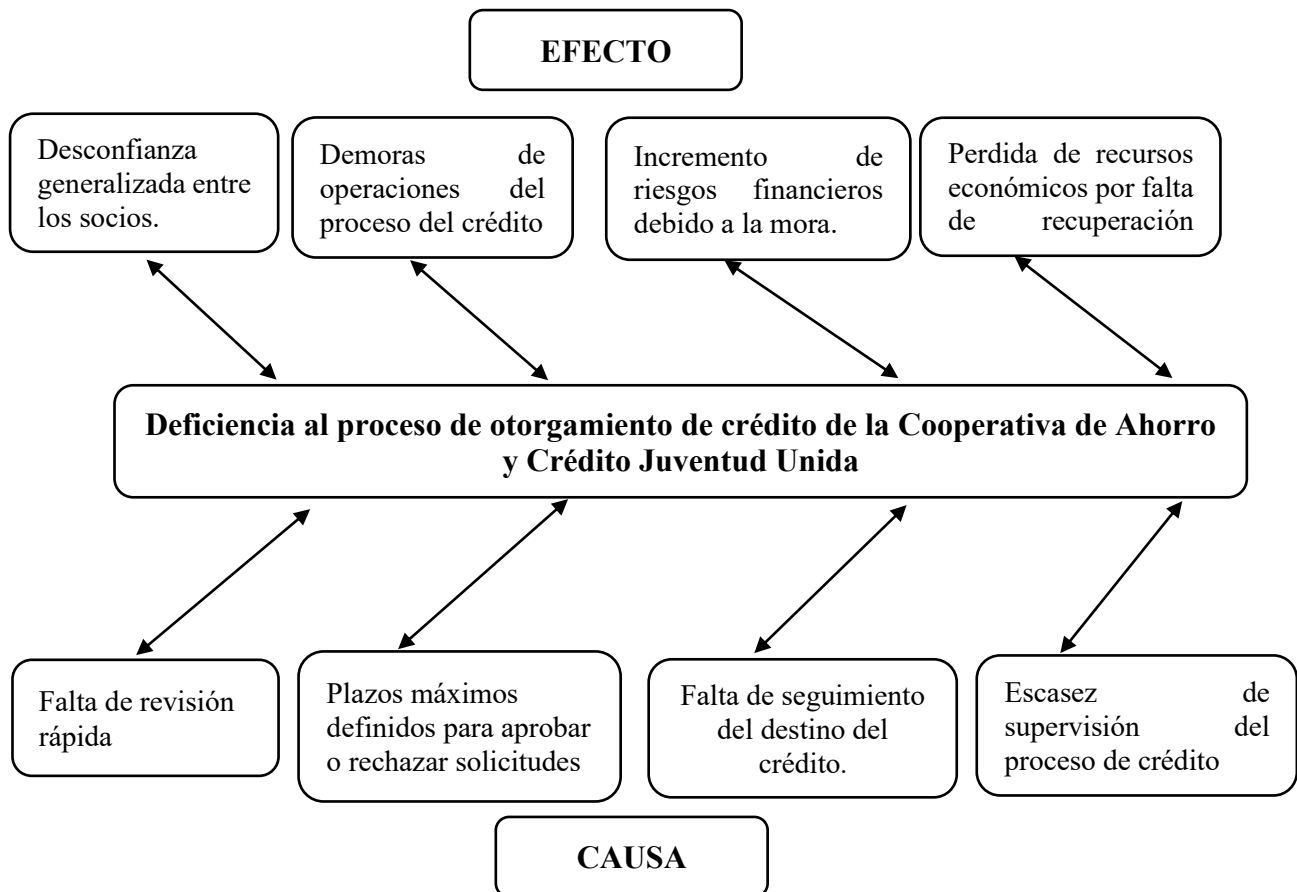 EFECTO
Desconfianza
generalizada entre
los socios.
Demoras de
operaciones del
proceso del crédito
Incremento de
riesgos financieros
debido a la mora.
Perdida de recursos
económicos por falta
de recuperación
Deficiencia al proceso de otorgamiento de crédito de la Cooperativa de Ahorro
y Crédito Juventud Unida
Falta de revisión
rápida
Plazos máximos
definidos para aprobar
o rechazar solicitudes
Falta de seguimiento
del destino del
crédito.
Escasez de
supervisión del
proceso de crédito
CAUSA